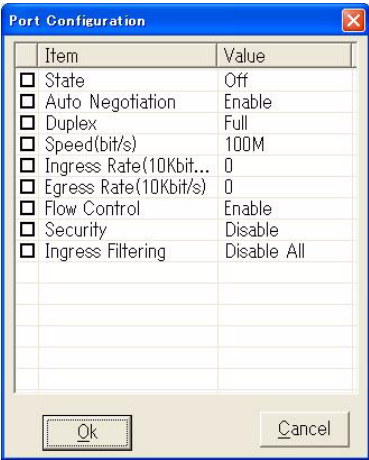 Port Configuration
Item Value
State Off
Auto Negotiation Enable
Duplex Full
Speed(bit/s) 100M
Ingress Rate(10Kbit... 0
Egress Rate(10Kbit/s) 0
Flow Control Enable
Security Disable
Ingress Filtering Disable All
Ok Cancel